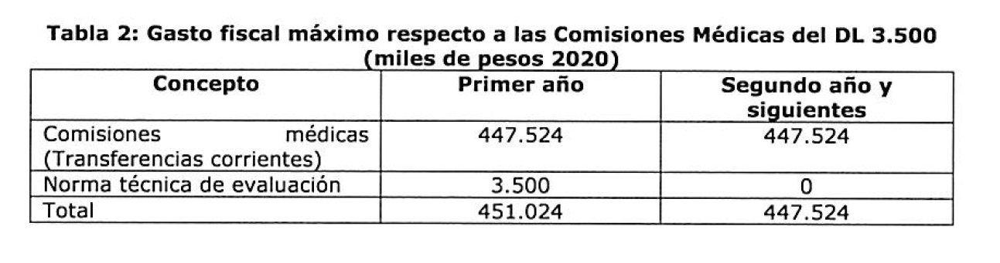 Tabla 2: Gasto fiscal máximo respecto a las Comisiones Médicas del DL 3.500
(miles de pesos 2020)
Concepto Primer año Segundo año y
siguientes
Comisiones médicas 447.524 447.524
(Transferencias corrientes)
Norma técnica de evaluación 3.500 0
Total 451.024 447.524